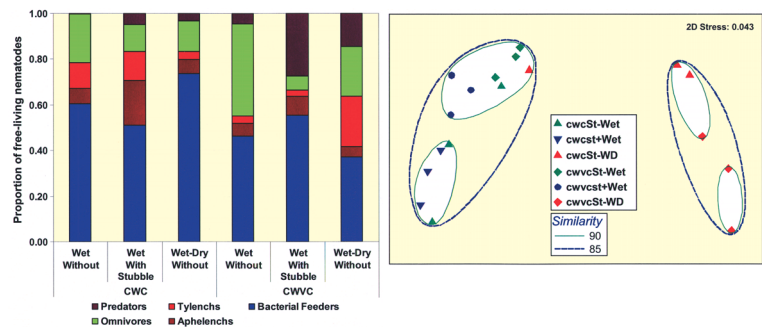 Proportion of free-living nematodes
1.00
0.80
0.60
0.40
0.20
0.00
Wet Without
Wet With Stubble
Wet-Dry Without
Wet Without
Wet With Stubble
Wet-Dry Without
CWC
CWVC
Predators
Tylenchs
Bacterial Feeders
Omnivores
Aphelenchs
2D Stress: 0.043
cwcSt-Wet
cwcst+Wet
cwcSt-WD
cwvcSt-Wet
cwvcst+Wet
cwvcSt-WD
Similarity
90
85